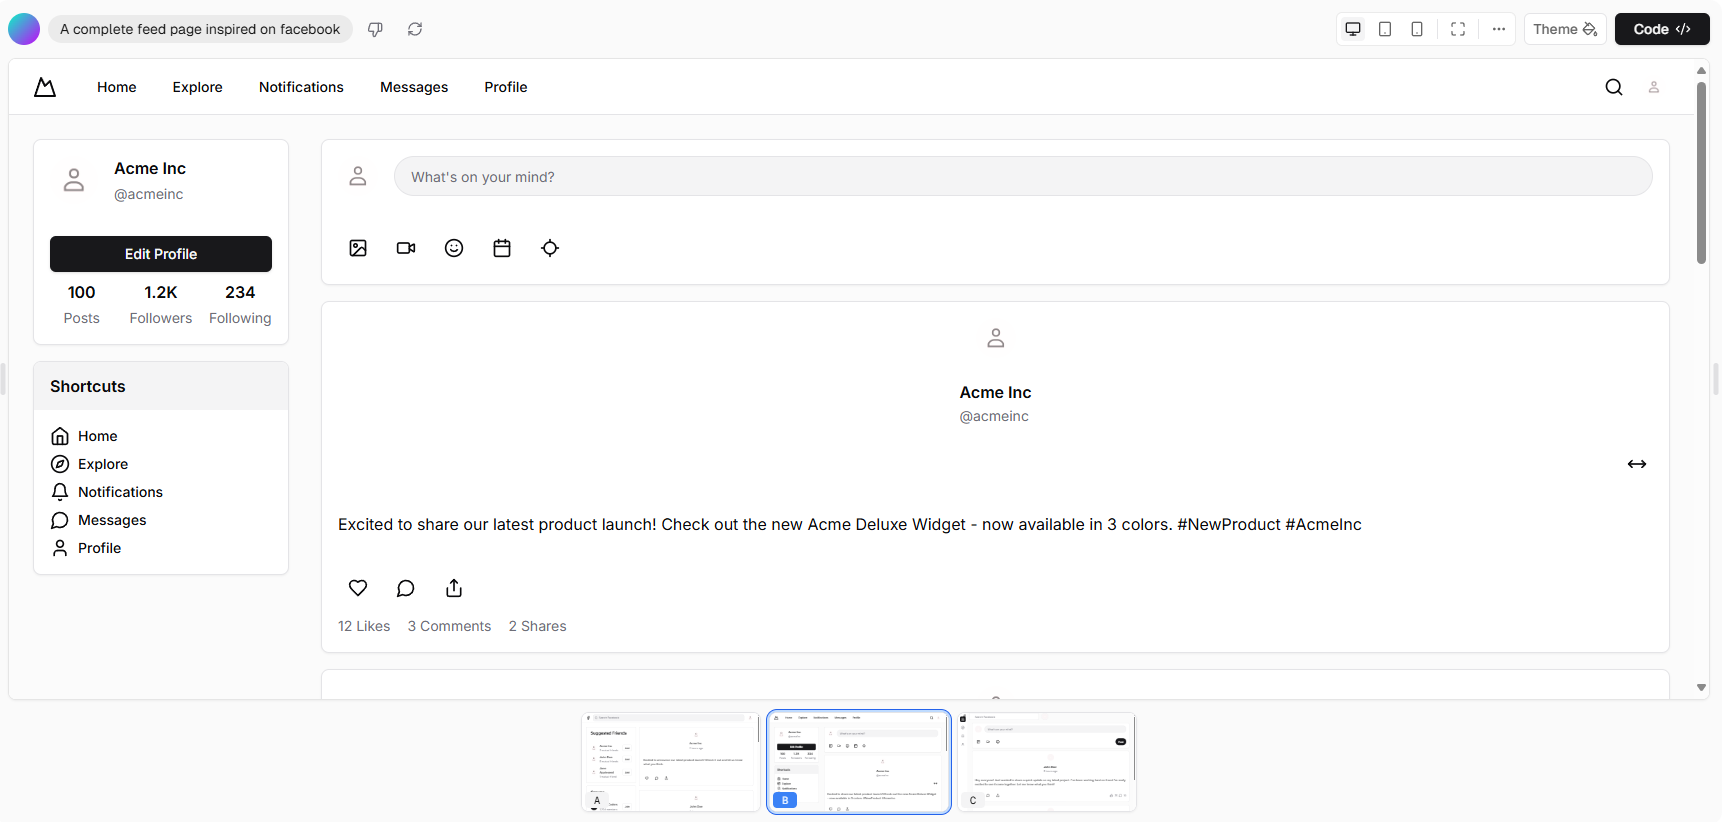 A complete feed page inspired on facebook
Theme
Code
Home Explore Notifications Messages Profile
Acme Inc
@acmeinc
Edit Profile
100 1.2K 234
Posts Followers Following
Shortcuts
Home
Explore
Notifications
Messages
Profile
What's on your mind?
Acme Inc
@acmeinc
Excited to share our latest product launch! Check out the new Acme Deluxe Widget - now available in 3 colors. #NewProduct #AcmeInc
12 Likes 3 Comments 2 Shares
Suggested Friends
A
B
C